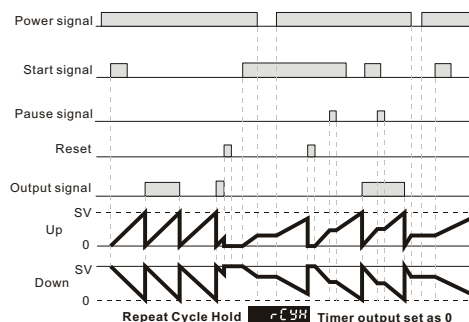 Power signal
Start signal
Pause signal
Reset
Output signal
SV
Up
0
SV
Down
0
Repeat Cycle Hold rCYH Timer output set as 0